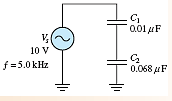 C₁
0.01 μF
Vₛ
10 V
f = 5.0 kHz
C₂
0.068 μF